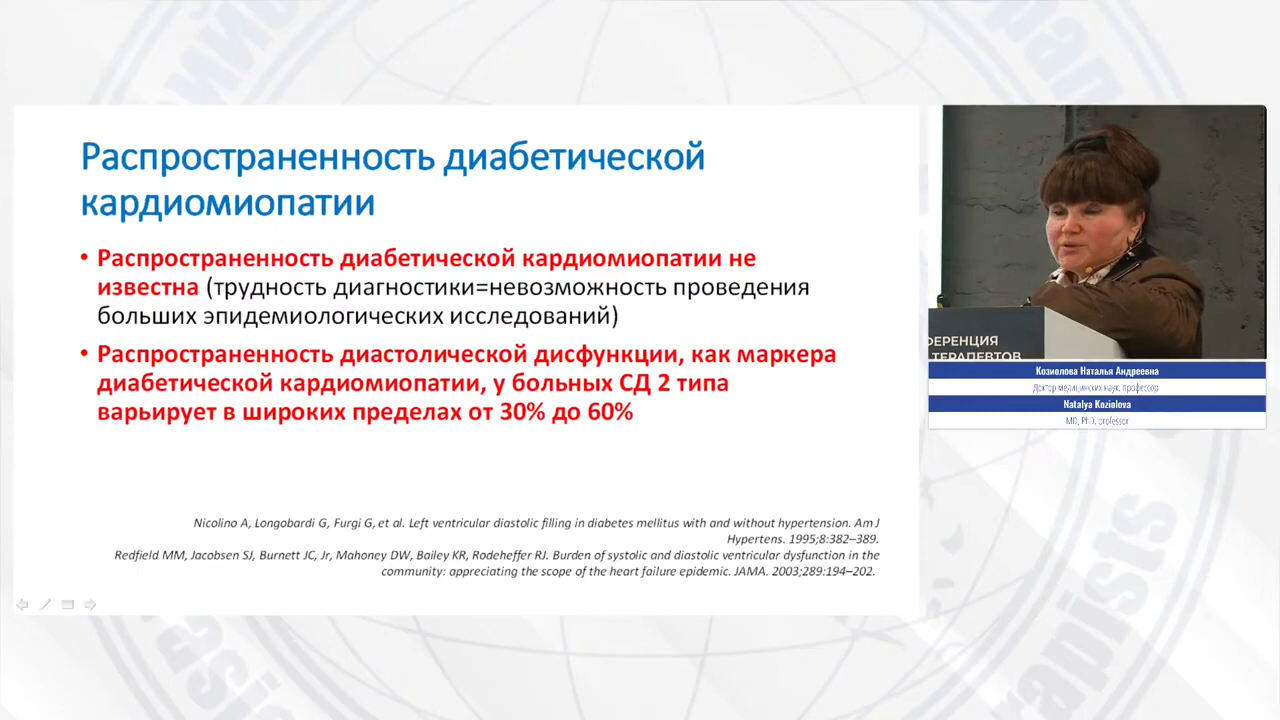 Распространенность диабетической
кардиомиопатии
• Распространенность диабетической кардиомиопатии не
известна (трудность диагностики=невозможность проведения
больших эпидемиологических исследований)
• Распространенность диастолической дисфункции, как маркера
диабетической кардиомиопатии, у больных СД 2 типа
варьирует в широких пределах от 30% до 60%
Nicolino A, Longobardi G, Furgi G, et al. Left ventricular diastolic filling in diabetes mellitus with and without hypertension. Am J
Hypertens. 1995;8:382–389.
Redfield MM, Jacobsen SJ, Burnett JC, Jr, Mahoney DW, Bailey KR, Rodeheffer RJ. Burden of systolic and diastolic ventricular dysfunction in the
community: appreciating the scope of the heart failure epidemic. JAMA. 2003;289:194–202.
ФЕРЕНЦИЯ
ТЕРАПЕВТОВ
Козиолова Наталья Андреевна
Доктор медицинских наук, профессор
Natalya Koziolova
MD, PhD, professor